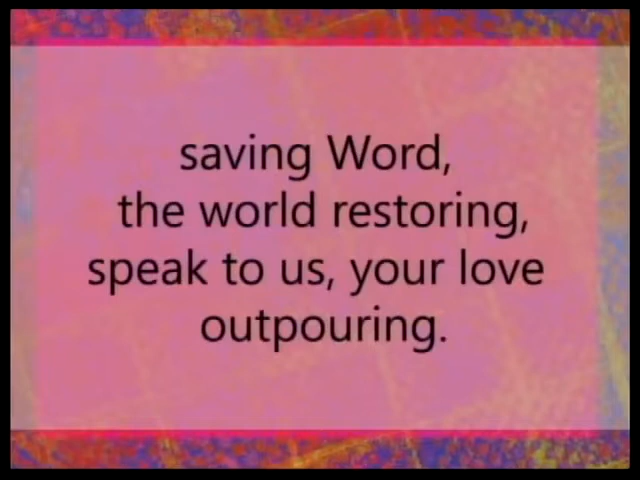 saving Word,
the world restoring,
speak to us, your love
outpouring.